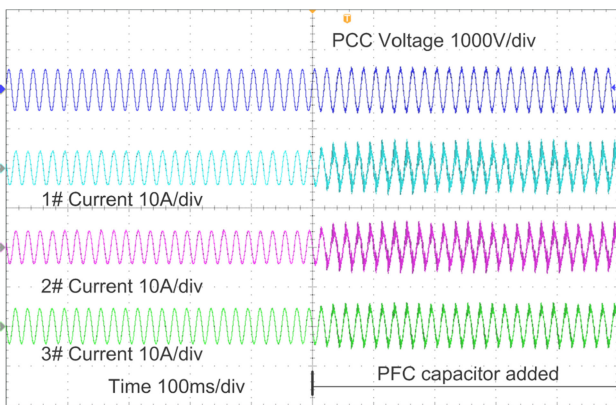 T
PCC Voltage 1000V/div
1# Current 10A/div
2# Current 10A/div
3# Current 10A/div
PFC capacitor added
Time 100ms/div